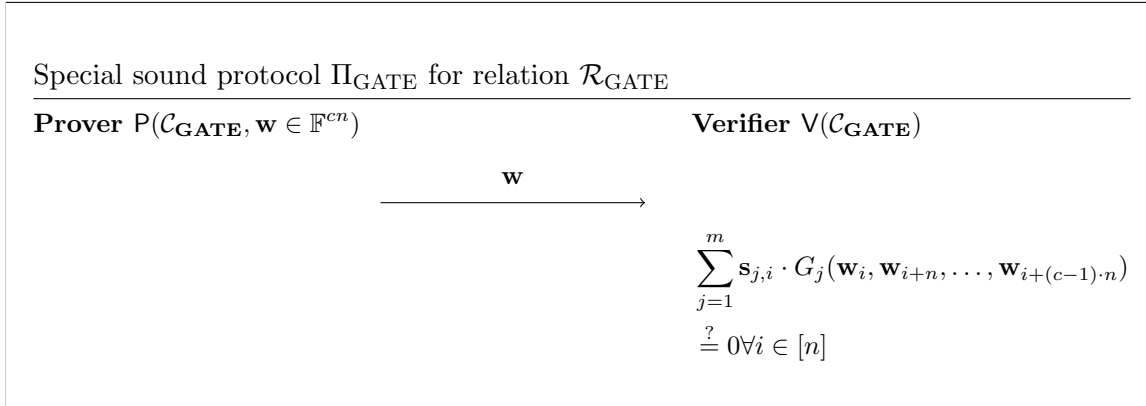 Special sound protocol Π_GATE for relation 𝓡_GATE
Prover P(𝒞_GATE, w ∈ 𝔽^{cn}) Verifier V(𝒞_GATE)
w
∑_{j=1}^{m} s_{j,i} · G_j(w_i, w_{i+n}, . . . , w_{i+(c−1)·n})
≟ 0∀i ∈ [n]